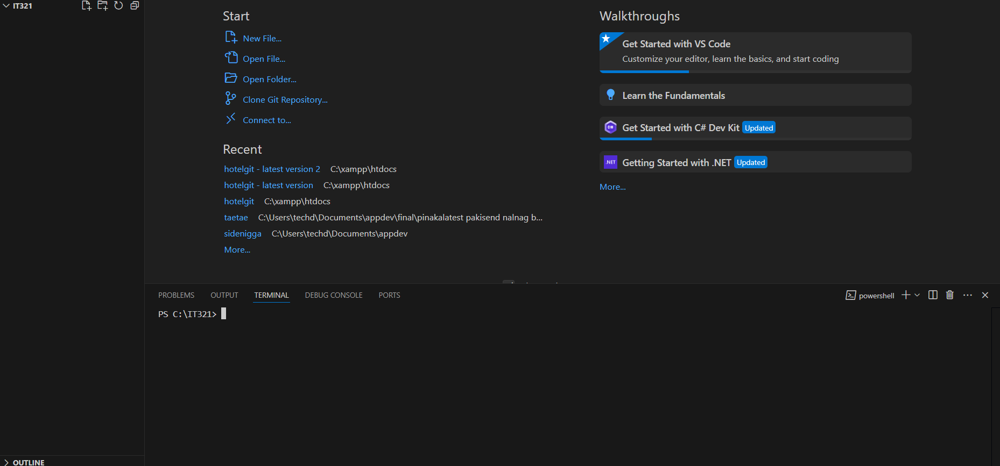 IT321
Start
New File...
Open File...
Open Folder...
Clone Git Repository...
Connect to...
Recent
hotelgit - latest version 2 C:\xampp\htdocs
hotelgit - latest version C:\xampp\htdocs
hotelgit C:\xampp\htdocs
taetae C:\Users\techd\Documents\appdev\final\pinakalatest pakisend nalnag b...
sidenigga C:\Users\techd\Documents\appdev
More...
Walkthroughs
Get Started with VS Code
Customize your editor, learn the basics, and start coding
Learn the Fundamentals
C# Get Started with C# Dev Kit Updated
.NET Getting Started with .NET Updated
More...
PROBLEMS OUTPUT TERMINAL DEBUG CONSOLE PORTS powershell
PS C:\IT321>
OUTLINE